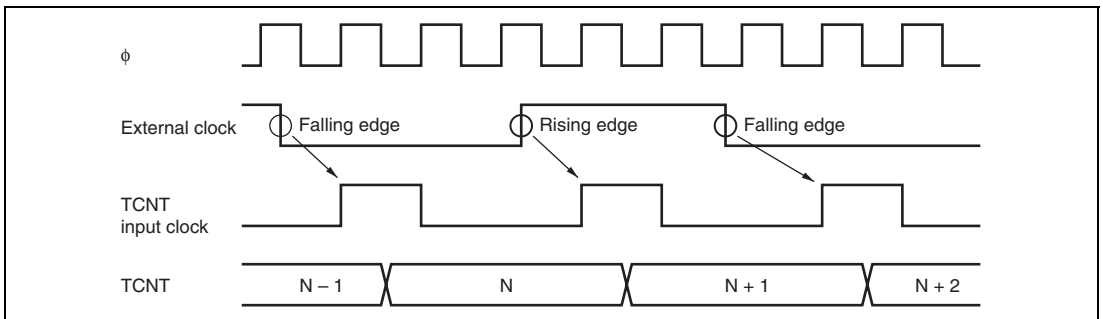 φ
External clock
Falling edge
Rising edge
Falling edge
TCNT
input clock
TCNT
N – 1
N
N + 1
N + 2